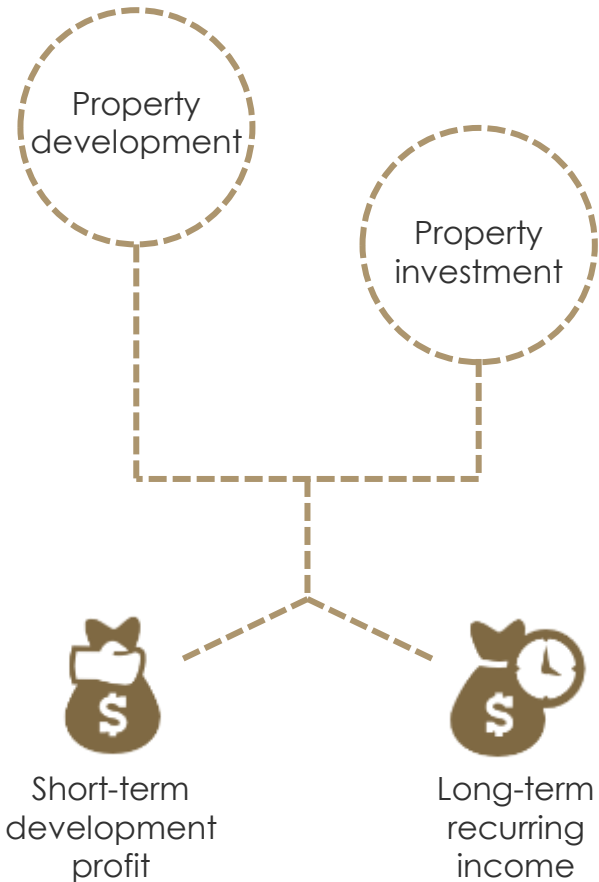 Property
development
Property
investment
$
$
Short-term
development
profit
Long-term
recurring
income